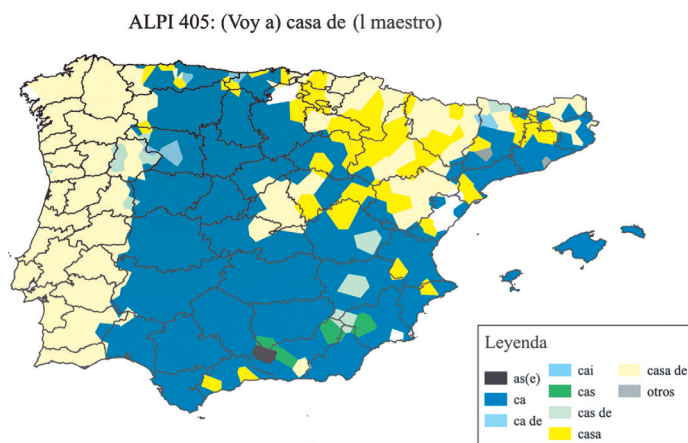 ALPI 405: (Voy a) casa de (l maestro)
Leyenda
as(e)
ca
ca de
cai
cas
cas de
casa
casa de
otros